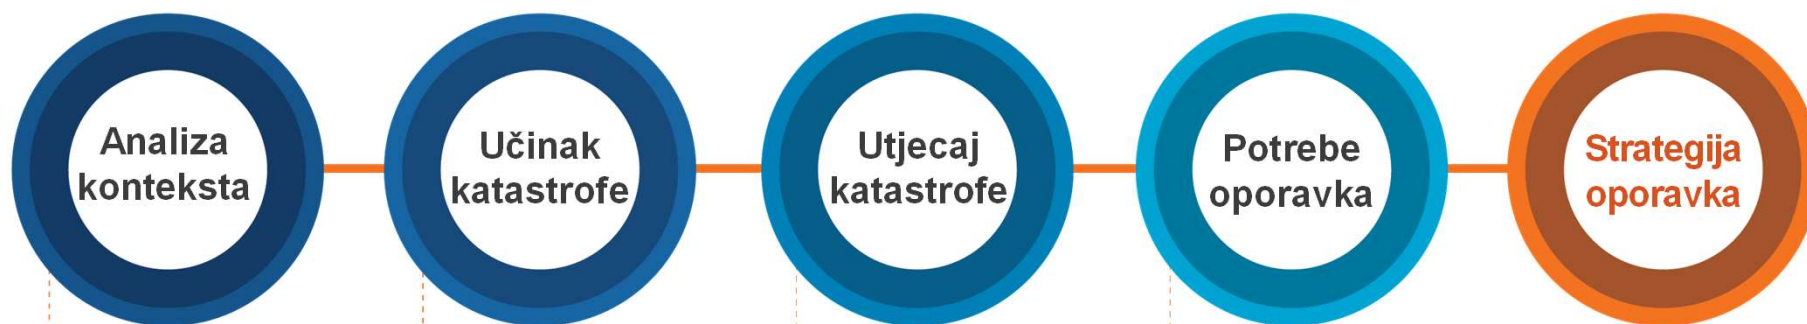 Analiza
konteksta
Učinak
katastrofe
Utjecaj
katastrofe
Potrebe
oporavka
Strategija
oporavka